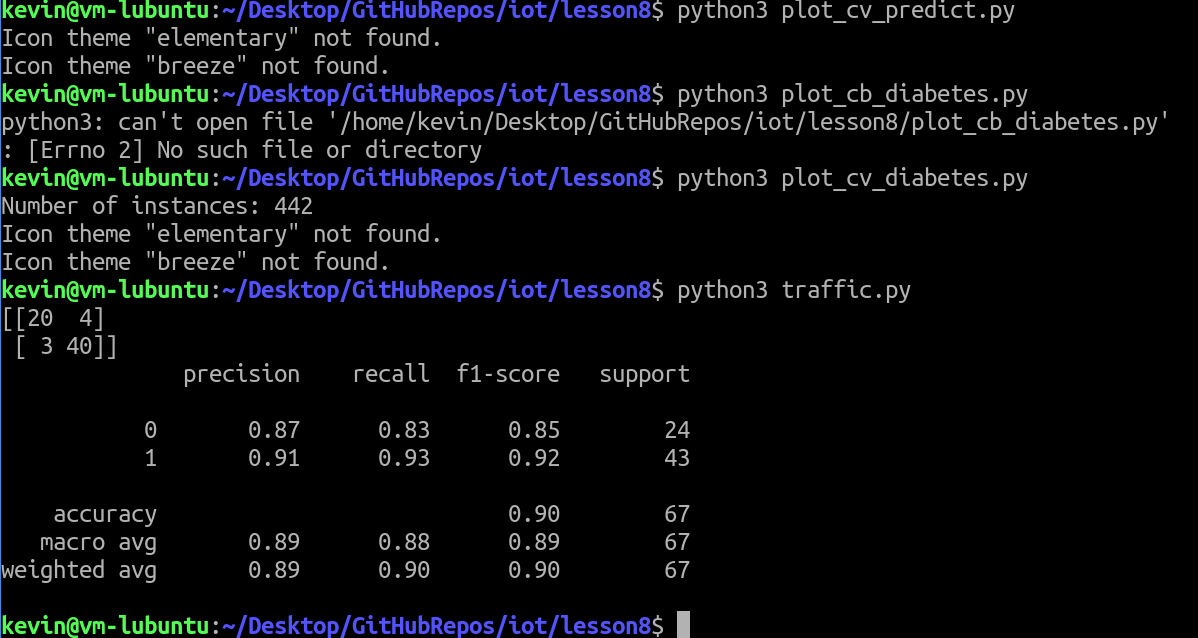 kevin@vm-lubuntu:~/Desktop/GitHubRepos/iot/lesson8$ python3 plot_cv_predict.py
Icon theme "elementary" not found.
Icon theme "breeze" not found.
kevin@vm-lubuntu:~/Desktop/GitHubRepos/iot/lesson8$ python3 plot_cb_diabetes.py
python3: can't open file '/home/kevin/Desktop/GitHubRepos/iot/lesson8/plot_cb_diabetes.py'
: [Errno 2] No such file or directory
kevin@vm-lubuntu:~/Desktop/GitHubRepos/iot/lesson8$ python3 plot_cv_diabetes.py
Number of instances: 442
Icon theme "elementary" not found.
Icon theme "breeze" not found.
kevin@vm-lubuntu:~/Desktop/GitHubRepos/iot/lesson8$ python3 traffic.py
[[20  4]
 [ 3 40]]
              precision    recall  f1-score   support

           0       0.87      0.83      0.85        24
           1       0.91      0.93      0.92        43

    accuracy                           0.90        67
   macro avg       0.89      0.88      0.89        67
weighted avg       0.89      0.90      0.90        67

kevin@vm-lubuntu:~/Desktop/GitHubRepos/iot/lesson8$